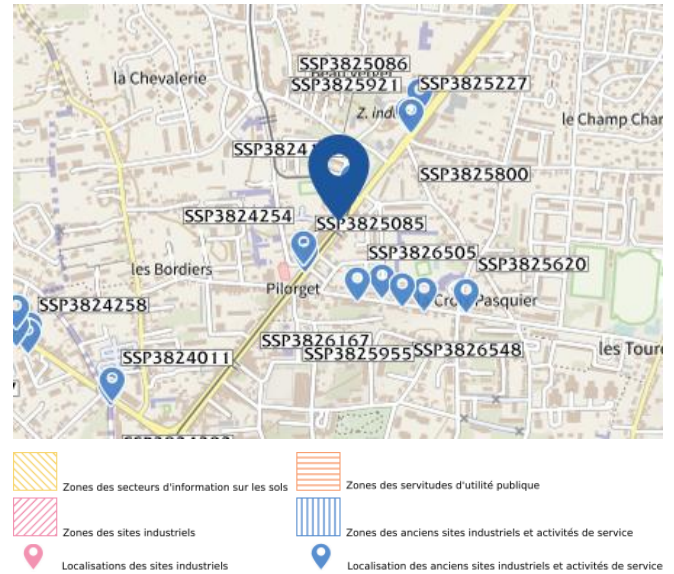 SSP3825086
la Chevalerie
SSP3825921
SSP3825227
Z. ind
le Champ Char
SSP3824
SSP3825800
SSP3824254
SSP3825085
SSP3826505
SSP3825620
les Bordiers
Pilorget
Pasquier
SSP3824258
SSP3826167
SSP3825955
SSP3826548
les Toure
SSP3824011
Zones des secteurs d'information sur les sols
Zones des servitudes d'utilité publique
Zones des sites industriels
Zones des anciens sites industriels et activités de service
Localisations des sites industriels
Localisation des anciens sites industriels et activités de service